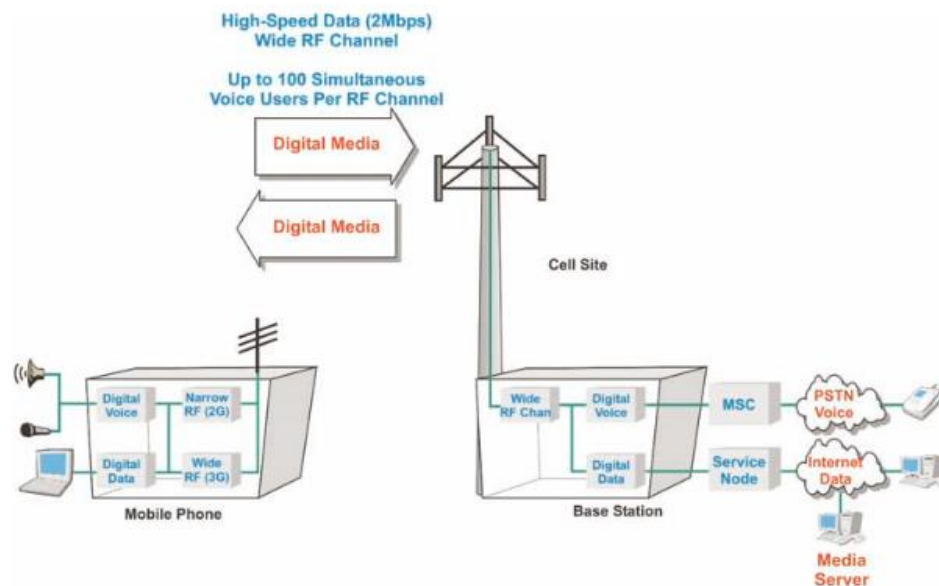 High-Speed Data (2Mbps)
Wide RF Channel
Up to 100 Simultaneous
Voice Users Per RF Channel
Digital Media
Digital Media
Cell Site
Digital
Voice
Narrow
RF (2G)
Digital
Data
Wide
RF (3G)
Mobile Phone
Wide
RF Chan
Digital
Voice
Digital
Data
Base Station
MSC
PSTN
Voice
Service
Node
Internet
Data
Media
Server